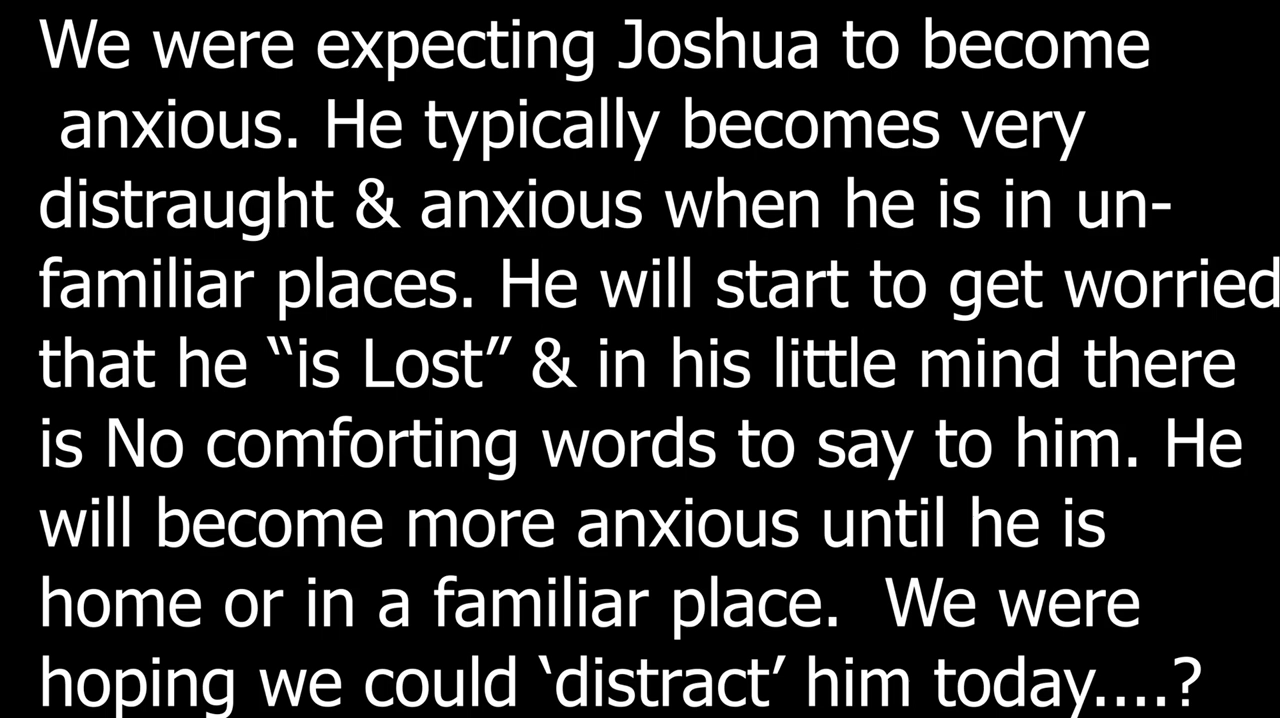 We were expecting Joshua to become
anxious. He typically becomes very
distraught & anxious when he is in un-
familiar places. He will start to get worried
that he “is Lost” & in his little mind there
is No comforting words to say to him. He
will become more anxious until he is
home or in a familiar place.  We were
hoping we could ‘distract’ him today....?